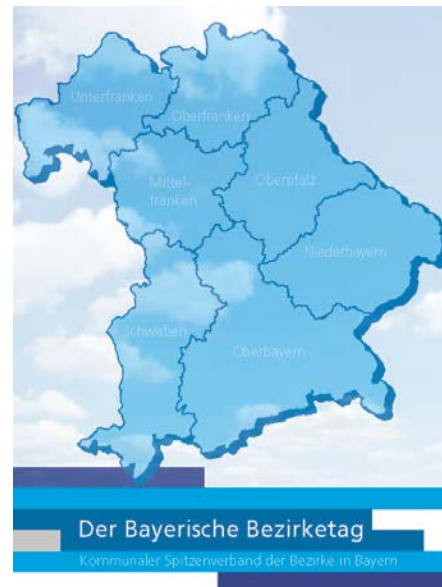 Unterfranken
Oberfranken
Mittel-
franken
Oberpfalz
Niederbayern
Schwaben
Oberbayern
Der Bayerische Bezirketag
Kommunaler Spitzenverband der Bezirke in Bayern